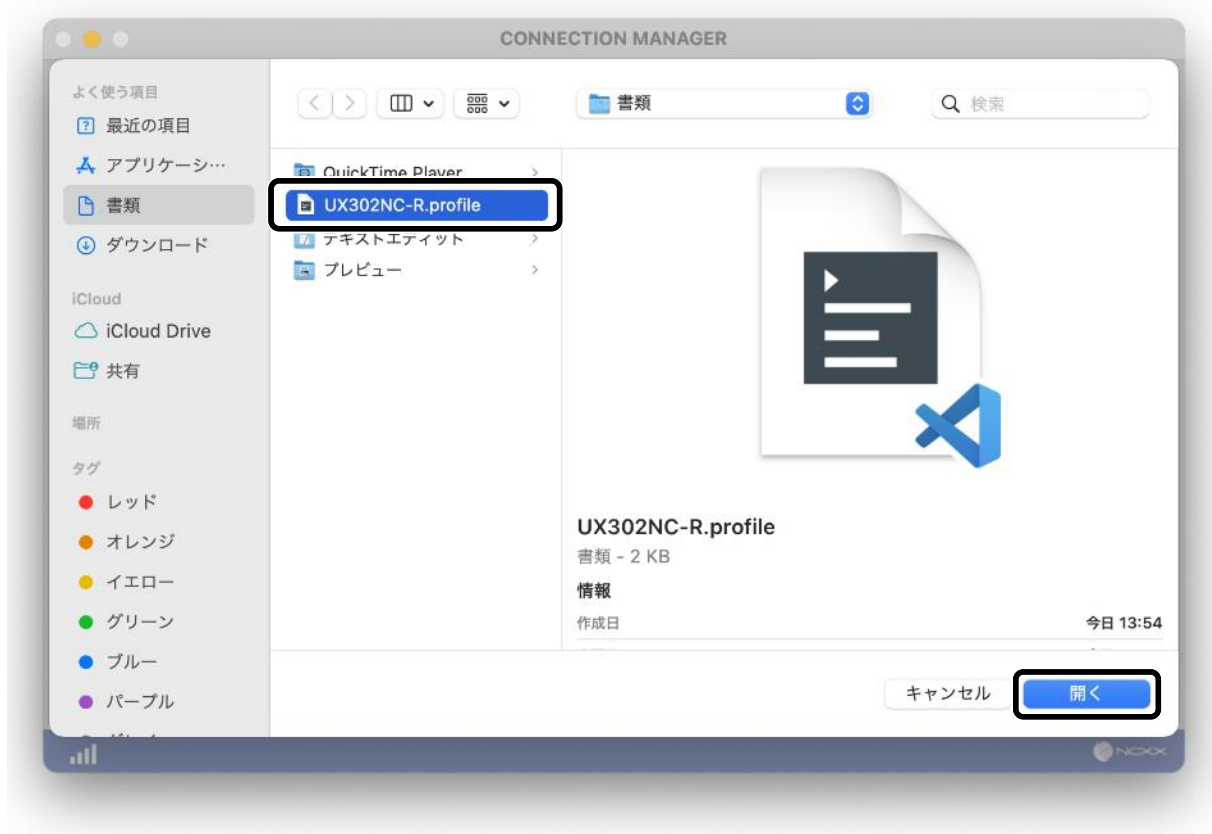 CONNECTION MANAGER
よく使う項目
最近の項目
アプリケーシ…
書類
ダウンロード
iCloud
iCloud Drive
共有
場所
タグ
レッド
オレンジ
イエロー
グリーン
ブルー
パープル
書類
検索
QuickTime Player
UX302NC-R.profile
テキストエディット
プレビュー
UX302NC-R.profile
書類 - 2 KB
情報
作成日 今日 13:54
キャンセル
開く
NCXX